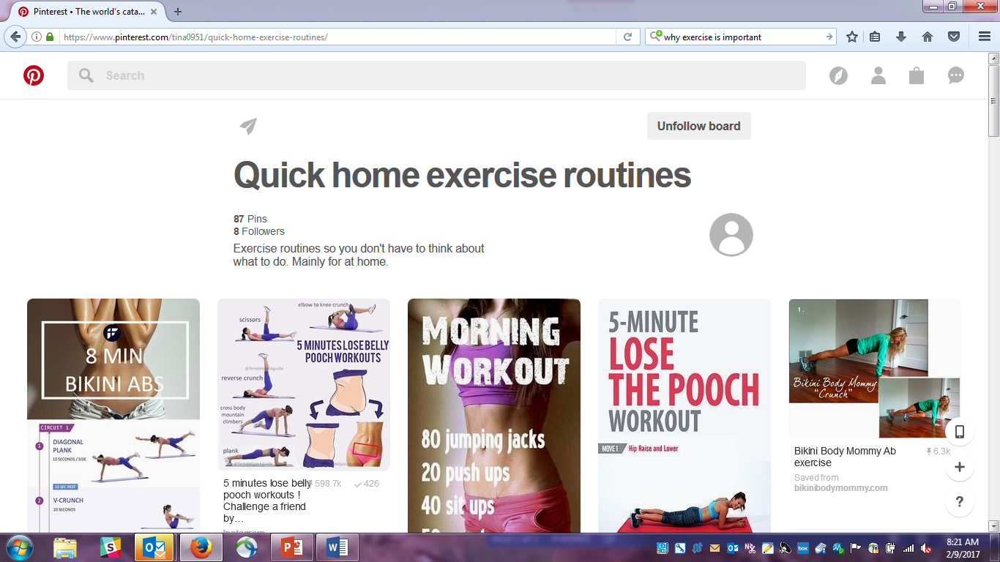 Pinterest • The world's cata...
https://www.pinterest.com/tina0951/quick-home-exercise-routines/
why exercise is important
Search
Unfollow board
Quick home exercise routines
87 Pins
8 Followers
Exercise routines so you don't have to think about
what to do. Mainly for at home.
8 MIN
BIKINI ABS
CIRCUIT 1
1
DIAGONAL
PLANK
10 SECONDS / SIDE
10 SEC REST
2
V-CRUNCH
20 SECONDS
elbow to knee crunch
scissors
5 MINUTES LOSE BELLY
POOCH WORKOUTS
reverse crunch
cross body
mountain
climbers
plank
5 minutes lose belly
pooch workouts !
Challenge a friend
by…
598.7k
426
Instagram
MORNING
WORKOUT
80 jumping jacks
20 push ups
40 sit ups
5-MINUTE
LOSE
THE POOCH
WORKOUT
MOVE 1 Hip Raise and Lower
1.
Bikini Body Mommy
"Crunch"
Bikini Body Mommy Ab
exercise
6.3k
Saved from
bikinibodymommy.com
?
box
8:21 AM
2/9/2017